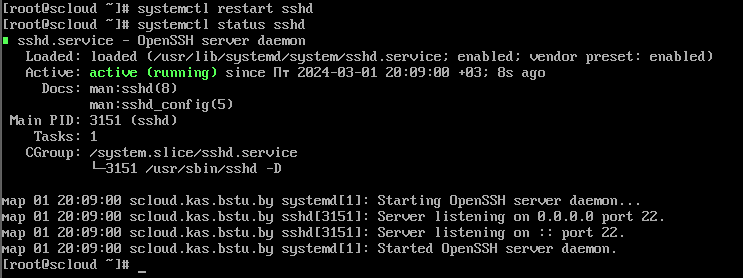 [root@scloud ~]# systemctl restart sshd
[root@scloud ~]# systemctl status sshd
■ sshd.service - OpenSSH server daemon
   Loaded: loaded (/usr/lib/systemd/system/sshd.service; enabled; vendor preset: enabled)
   Active: active (running) since Пт 2024-03-01 20:09:00 +03; 8s ago
     Docs: man:sshd(8)
           man:sshd_config(5)
 Main PID: 3151 (sshd)
    Tasks: 1
   CGroup: /system.slice/sshd.service
           └─3151 /usr/sbin/sshd -D
мар 01 20:09:00 scloud.kas.bstu.by systemd[1]: Starting OpenSSH server daemon...
мар 01 20:09:00 scloud.kas.bstu.by sshd[3151]: Server listening on 0.0.0.0 port 22.
мар 01 20:09:00 scloud.kas.bstu.by sshd[3151]: Server listening on :: port 22.
мар 01 20:09:00 scloud.kas.bstu.by systemd[1]: Started OpenSSH server daemon.
[root@scloud ~]# _